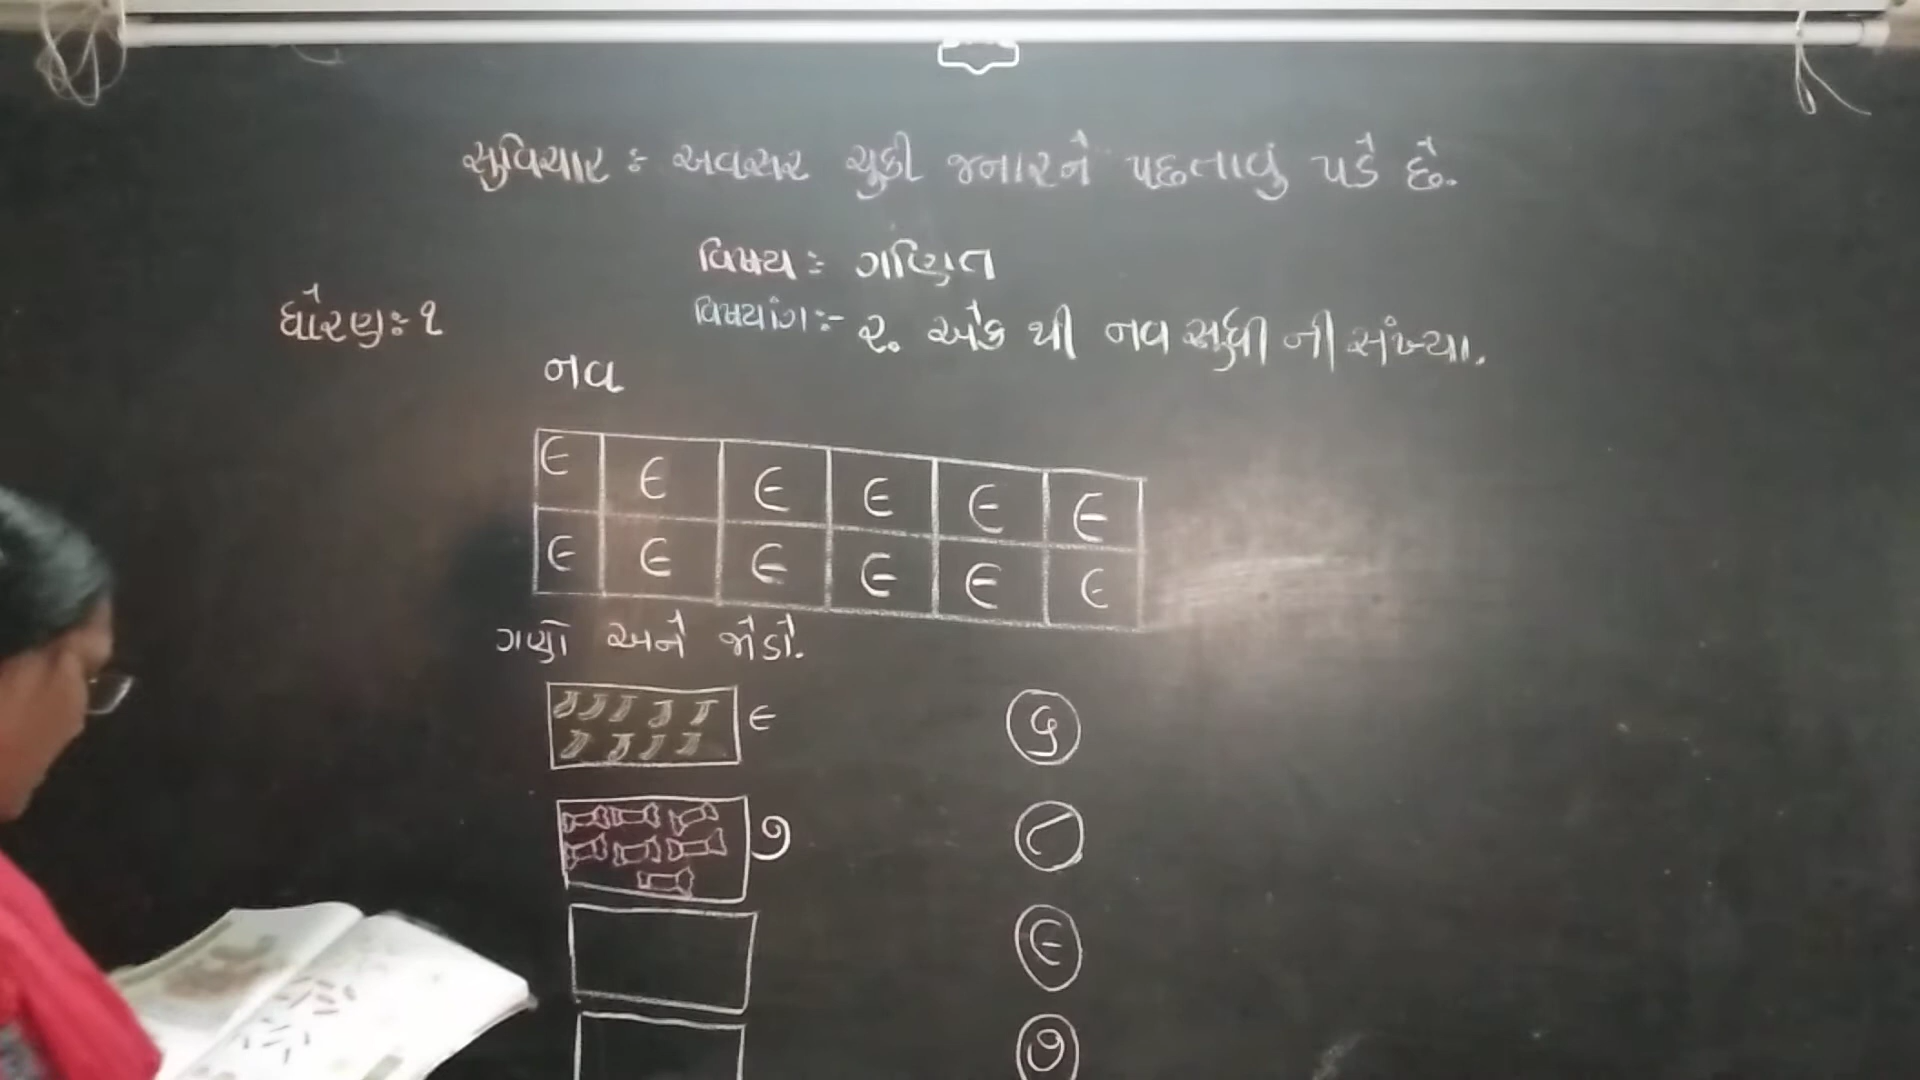 સુવિચાર : અવસર ચુકી જનારને પછતાવું પડે છે.
વિષય :- ગણિત
ધોરણ :- ૧
વિષયાંગ :- ૨. એક થી નવ સુધી ની સંખ્યા.
નવ
૯ ૯ ૯ ૯ ૯ ૯
૯ ૯ ૯ ૯ ૯ ૯
ગણો અને જોડો.
૯ ૬
૭ ૮
૯
૭